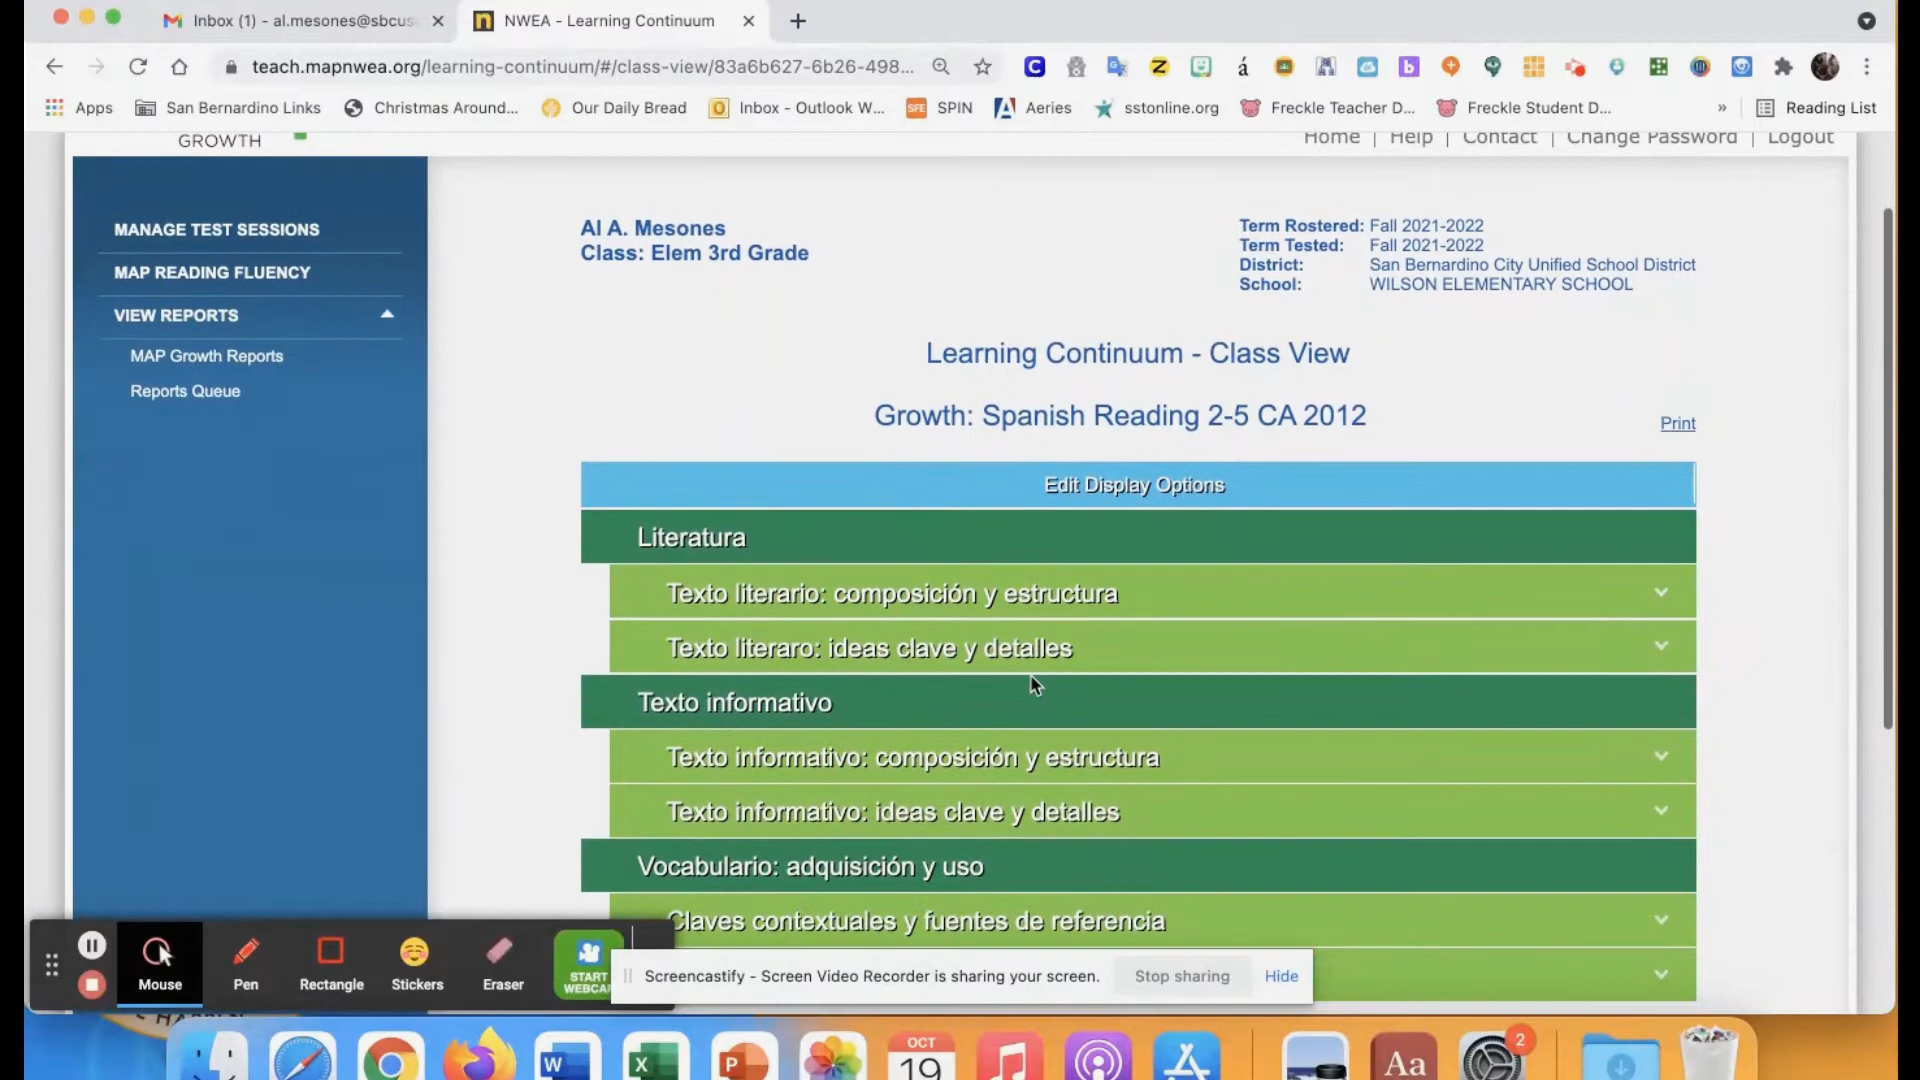 Inbox (1) - al.mesones@sbcus
NWEA - Learning Continuum
teach.mapnwea.org/learning-continuum/#/class-view/83a6b627-6b26-498...
Apps
San Bernardino Links
Christmas Around...
Our Daily Bread
Inbox - Outlook W...
SPIN
Aeries
sstonline.org
Freckle Teacher D...
Freckle Student D...
»
Reading List
GROWTH
Home | Help | Contact | Change Password | Logout
MANAGE TEST SESSIONS
MAP READING FLUENCY
VIEW REPORTS
MAP Growth Reports
Reports Queue
Al A. Mesones
Class: Elem 3rd Grade
Term Rostered: Fall 2021-2022
Term Tested: Fall 2021-2022
District: San Bernardino City Unified School District
School: WILSON ELEMENTARY SCHOOL
Learning Continuum - Class View
Growth: Spanish Reading 2-5 CA 2012
Print
Edit Display Options
Literatura
Texto literario: composición y estructura
Texto literaro: ideas clave y detalles
Texto informativo
Texto informativo: composición y estructura
Texto informativo: ideas clave y detalles
Vocabulario: adquisición y uso
Claves contextuales y fuentes de referencia
Mouse
Pen
Rectangle
Stickers
Eraser
START
WEBCA
Screencastify - Screen Video Recorder is sharing your screen.
Stop sharing
Hide
OCT
19
W
X
P
Aa
2